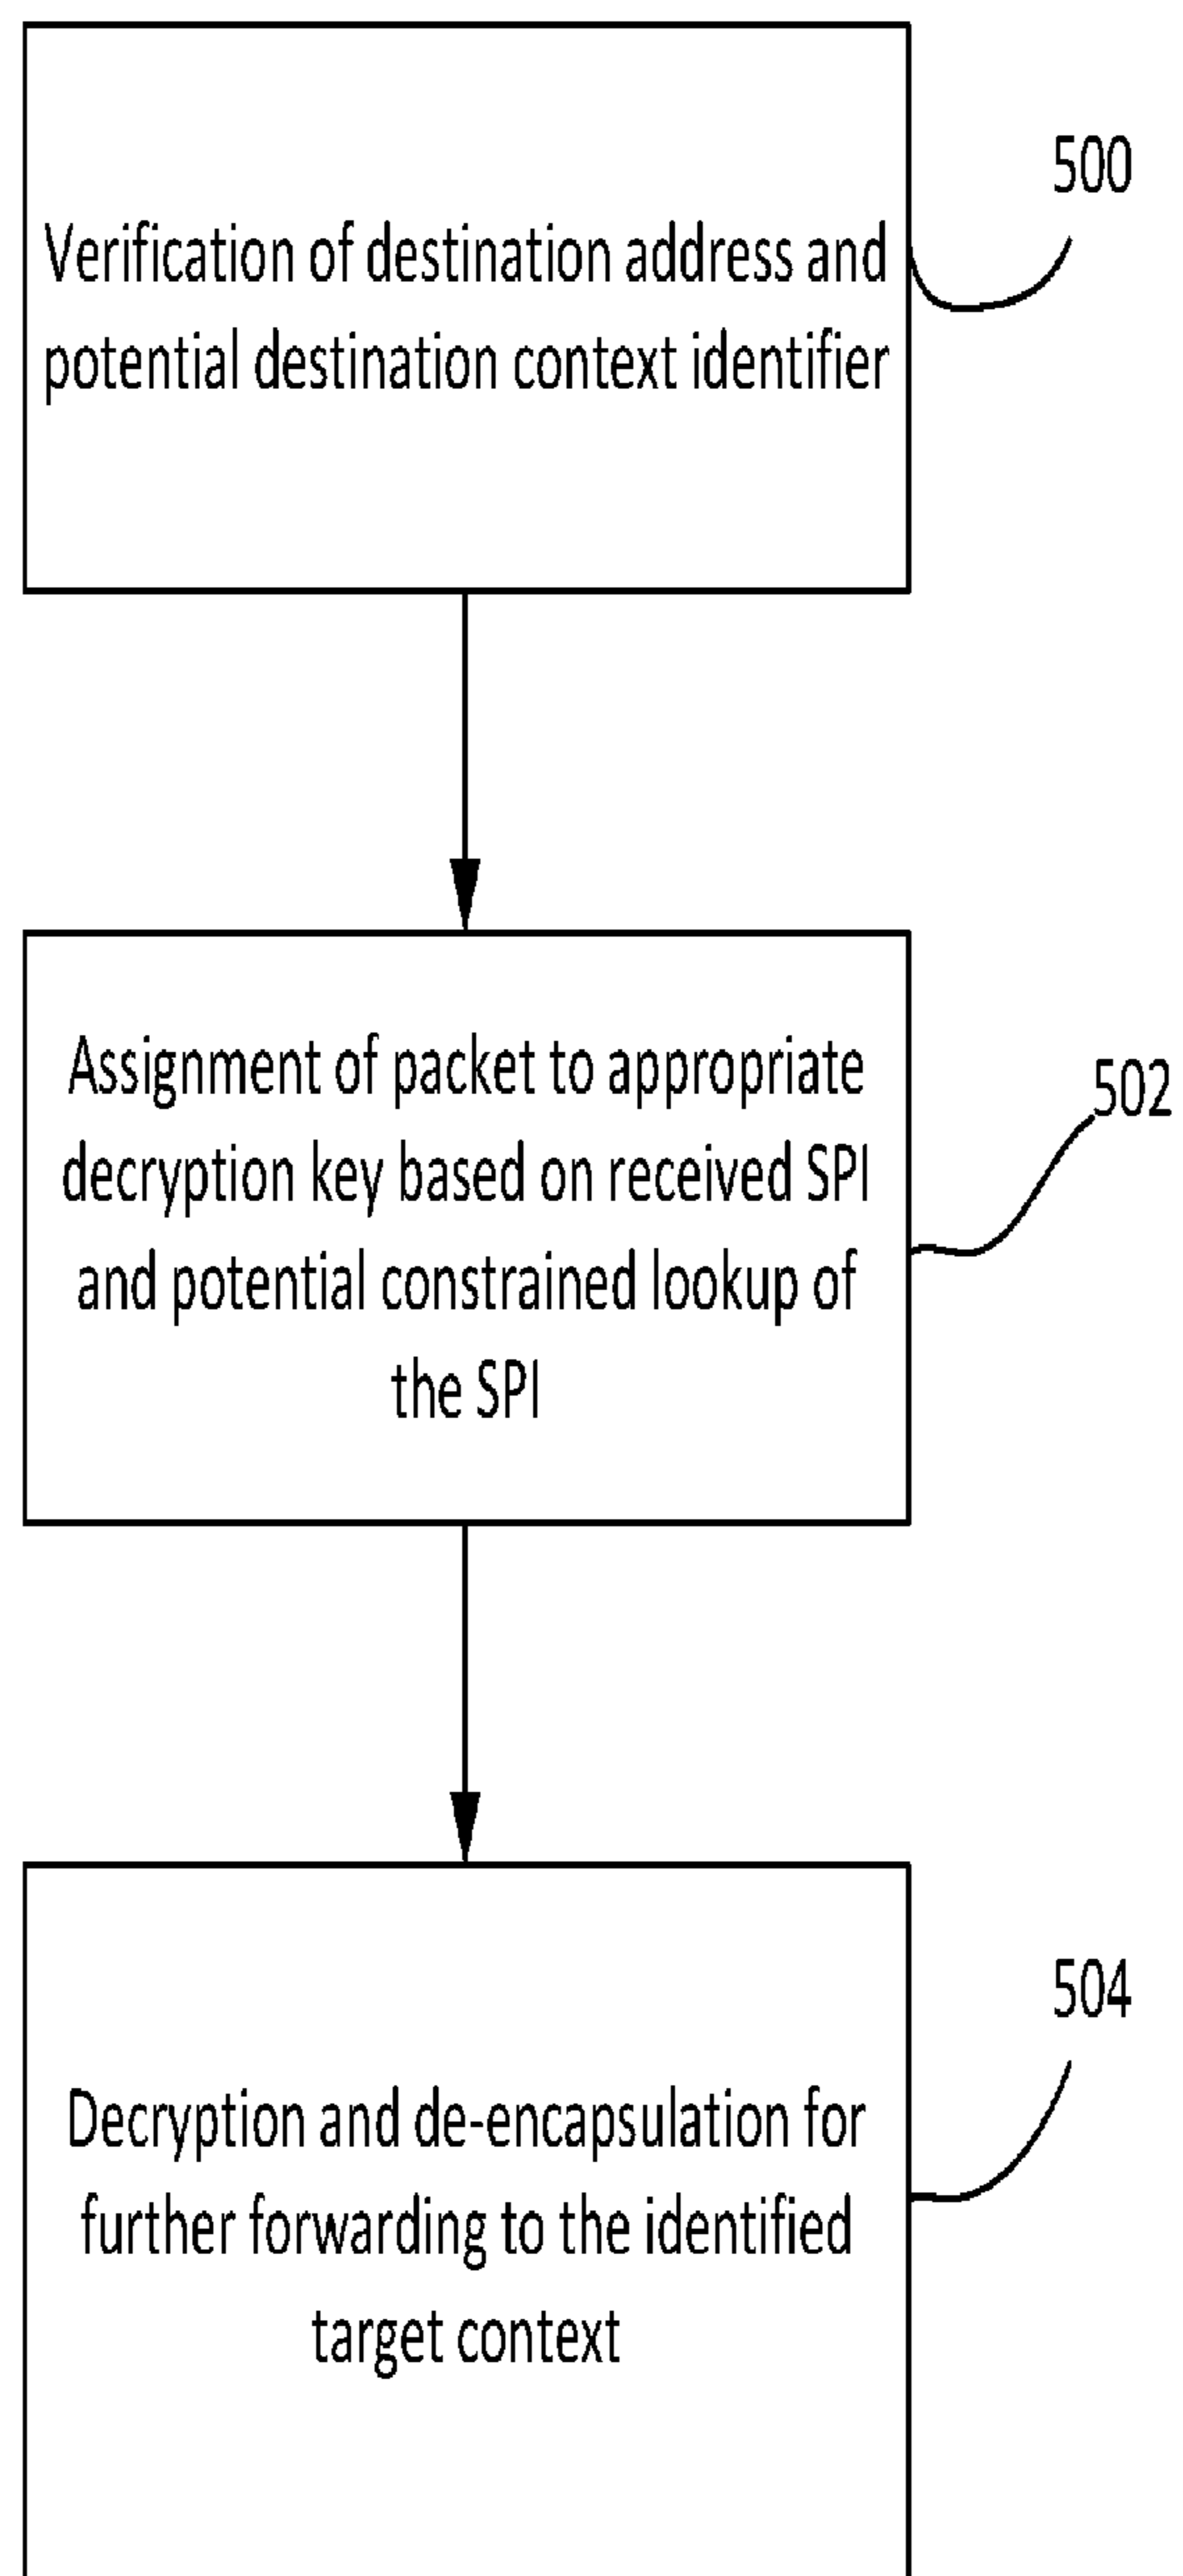 500
Verification of destination address and
potential destination context identifier
502
Assignment of packet to appropriate
decryption key based on received SPI
and potential constrained lookup of
the SPI
504
Decryption and de-encapsulation for
further forwarding to the identified
target context